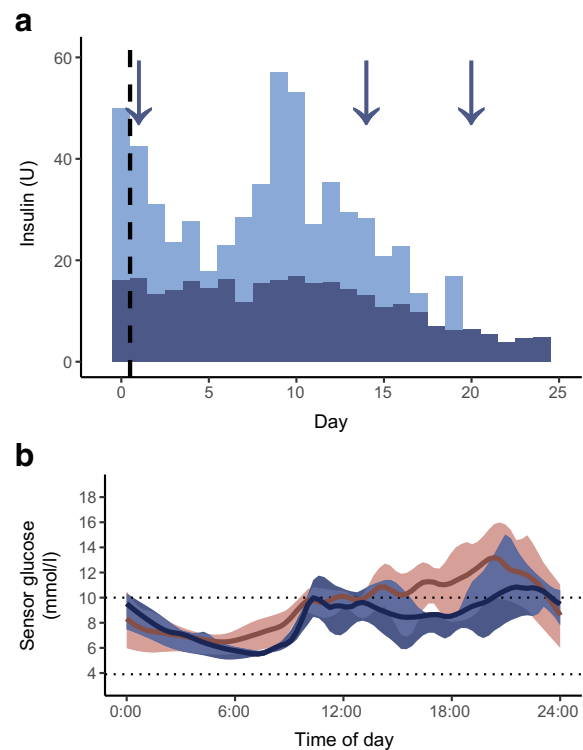 a
60
40
20
0
Insulin (U)
0 5 10 15 20 25
Day
b
18
16
14
12
10
8
6
4
Sensor glucose
(mmol/l)
0:00 6:00 12:00 18:00 24:00
Time of day